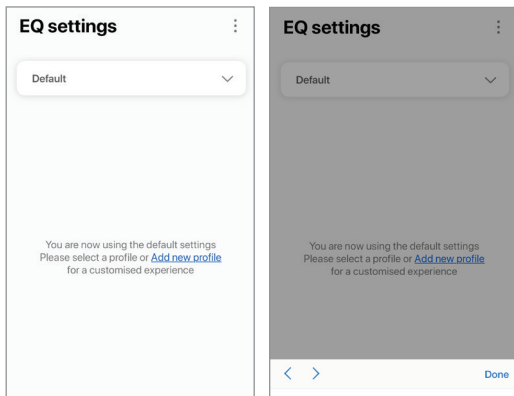 EQ settings
Default
You are now using the default settings
Please select a profile or Add new profile
for a customised experience
EQ settings
Default
You are now using the default settings
Please select a profile or Add new profile
for a customised experience
Done